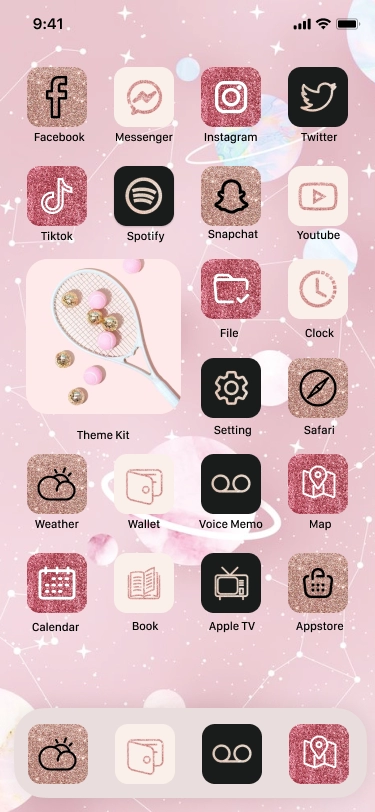 9:41
Facebook
Messenger
Instagram
Twitter
Tiktok
Spotify
Snapchat
Youtube
File
Clock
Theme Kit
Setting
Safari
Weather
Wallet
Voice Memo
Map
Calendar
Book
Apple TV
Appstore